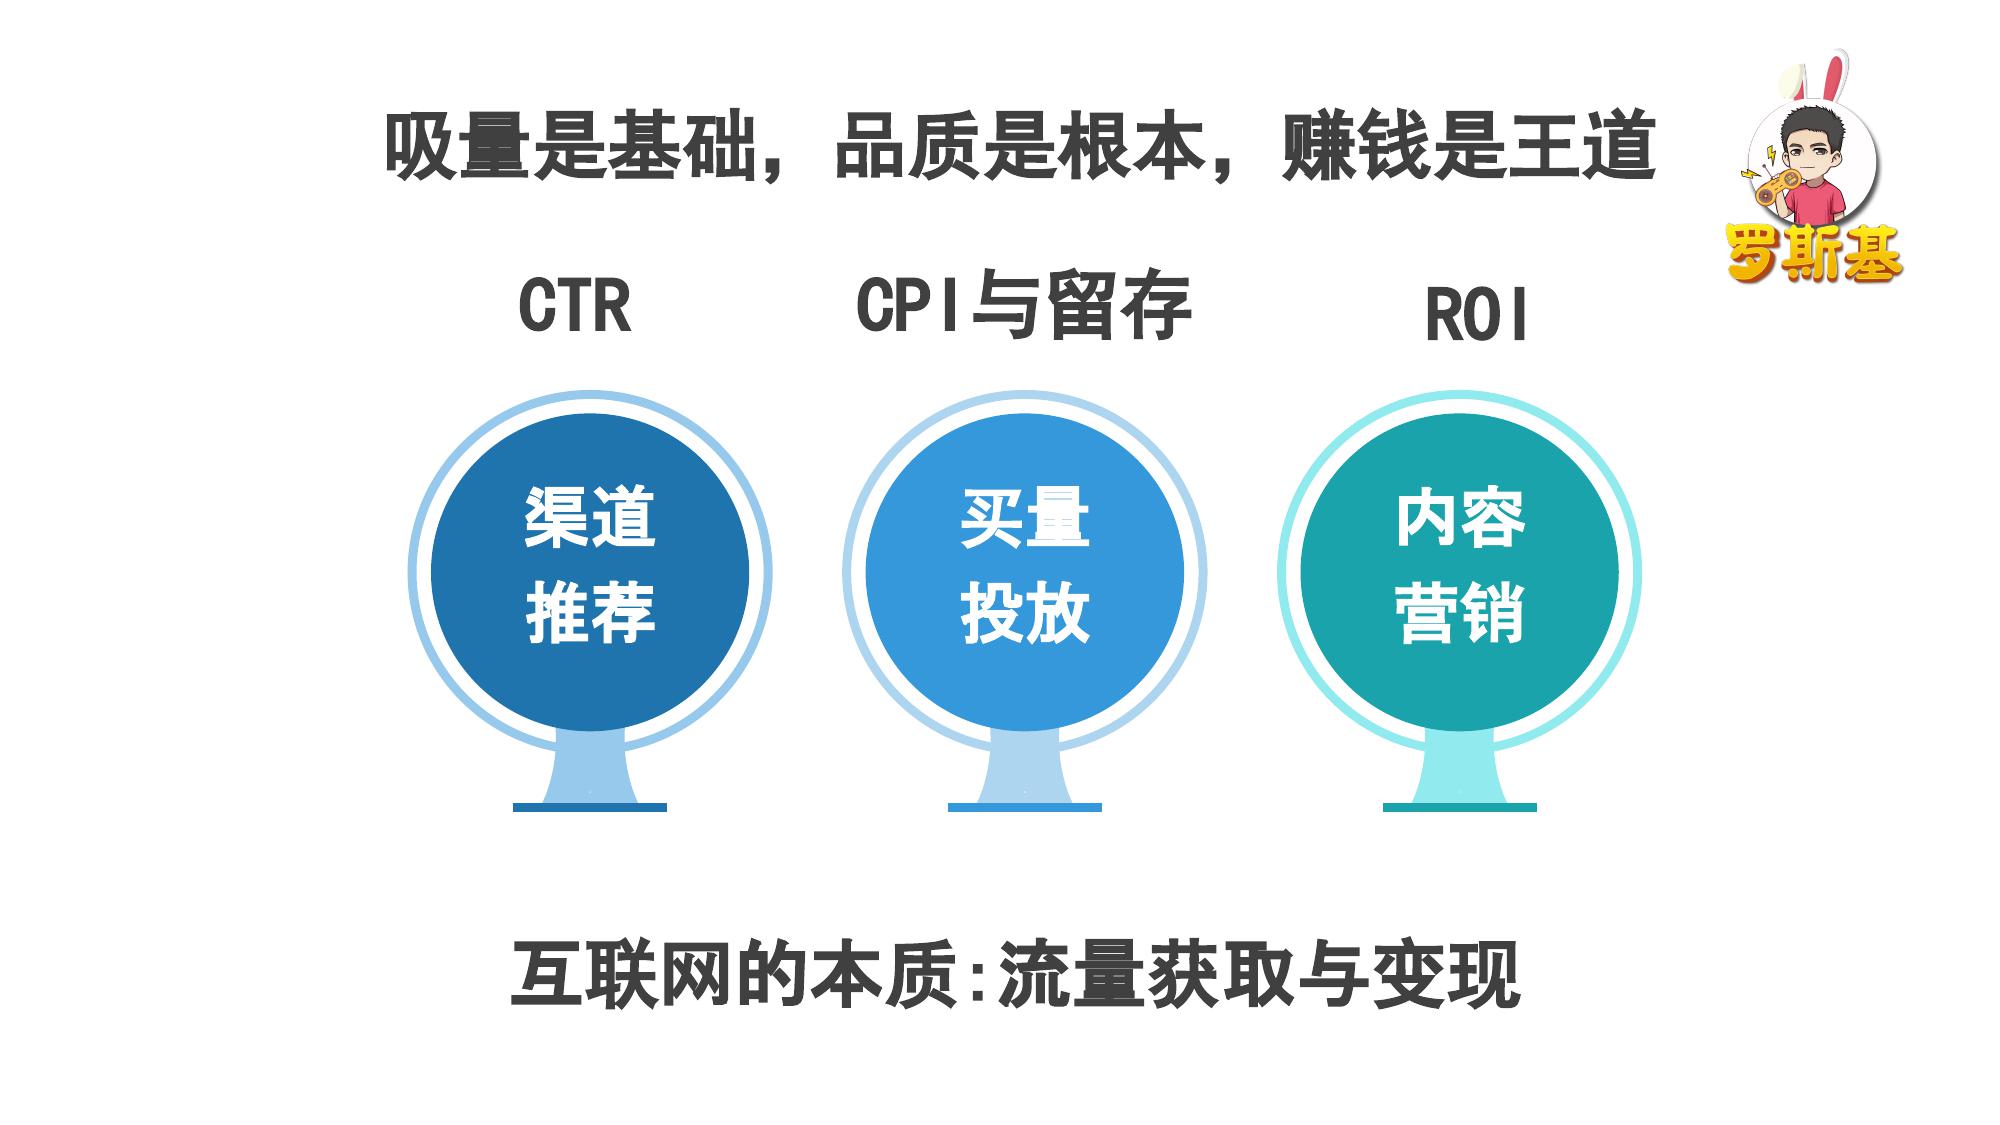 吸量是基础，品质是根本，赚钱是王道
罗斯基
CTR
CPI与留存
ROI
渠道
推荐
买量
投放
内容
营销
互联网的本质:流量获取与变现